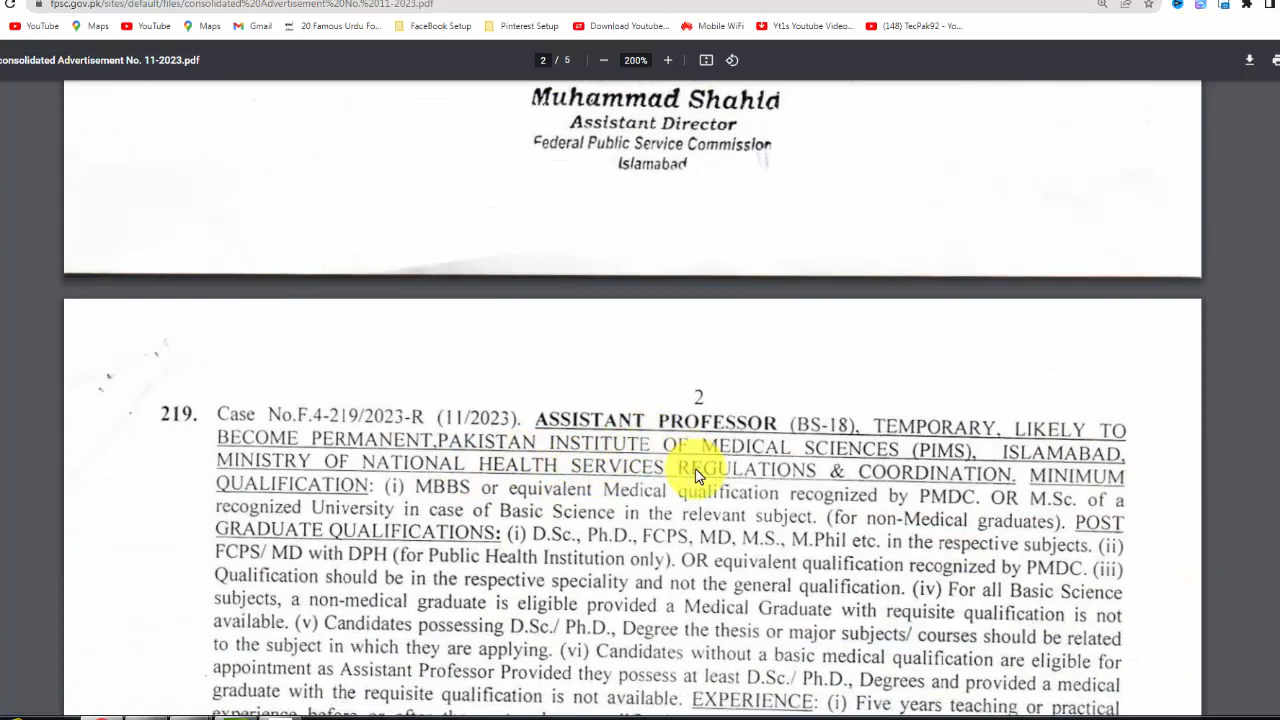 fpsc.gov.pk/sites/default/files/consolidated%20Advertisement%20No.%2011-2023.pdf
YouTube Maps YouTube Maps Gmail 20 Famous Urdu Fo... FaceBook Setup Pinterest Setup Download Youtube... Mobile WiFi Yt1s Youtube Video... (148) TecPak92 - Yo...
consolidated Advertisement No. 11-2023.pdf 2 / 5 200%
Muhammad Shahid
Assistant Director
Federal Public Service Commission
Islamabad
2
219. Case No.F.4-219/2023-R (11/2023). ASSISTANT PROFESSOR (BS-18), TEMPORARY, LIKELY TO
BECOME PERMANENT,PAKISTAN INSTITUTE OF MEDICAL SCIENCES (PIMS), ISLAMABAD,
MINISTRY OF NATIONAL HEALTH SERVICES REGULATIONS & COORDINATION. MINIMUM
QUALIFICATION: (i) MBBS or equivalent Medical qualification recognized by PMDC. OR M.Sc. of a
recognized University in case of Basic Science in the relevant subject. (for non-Medical graduates). POST
GRADUATE QUALIFICATIONS: (i) D.Sc., Ph.D., FCPS, MD, M.S., M.Phil etc. in the respective subjects. (ii)
FCPS/ MD with DPH (for Public Health Institution only). OR equivalent qualification recognized by PMDC. (iii)
Qualification should be in the respective speciality and not the general qualification. (iv) For all Basic Science
subjects, a non-medical graduate is eligible provided a Medical Graduate with requisite qualification is not
available. (v) Candidates possessing D.Sc./ Ph.D., Degree the thesis or major subjects/ courses should be related
to the subject in which they are applying. (vi) Candidates without a basic medical qualification are eligible for
appointment as Assistant Professor Provided they possess at least D.Sc./ Ph.D., Degrees and provided a medical
graduate with the requisite qualification is not available. EXPERIENCE: (i) Five years teaching or practical